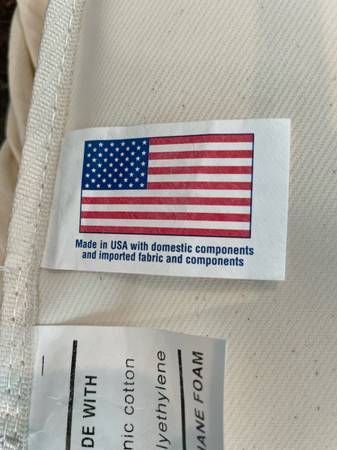 Made in USA with domestic components
and imported fabric and components
DE WITH
nic cotton
lyethylene
ANE FOAM